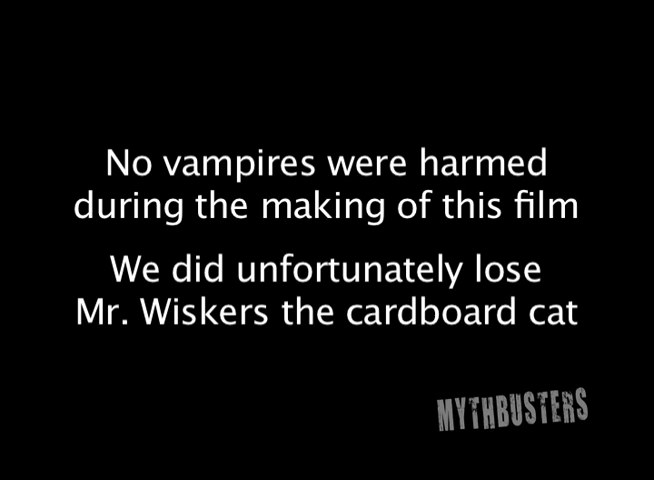 No vampires were harmed
during the making of this film
We did unfortunately lose
Mr. Wiskers the cardboard cat
MYTHBUSTERS